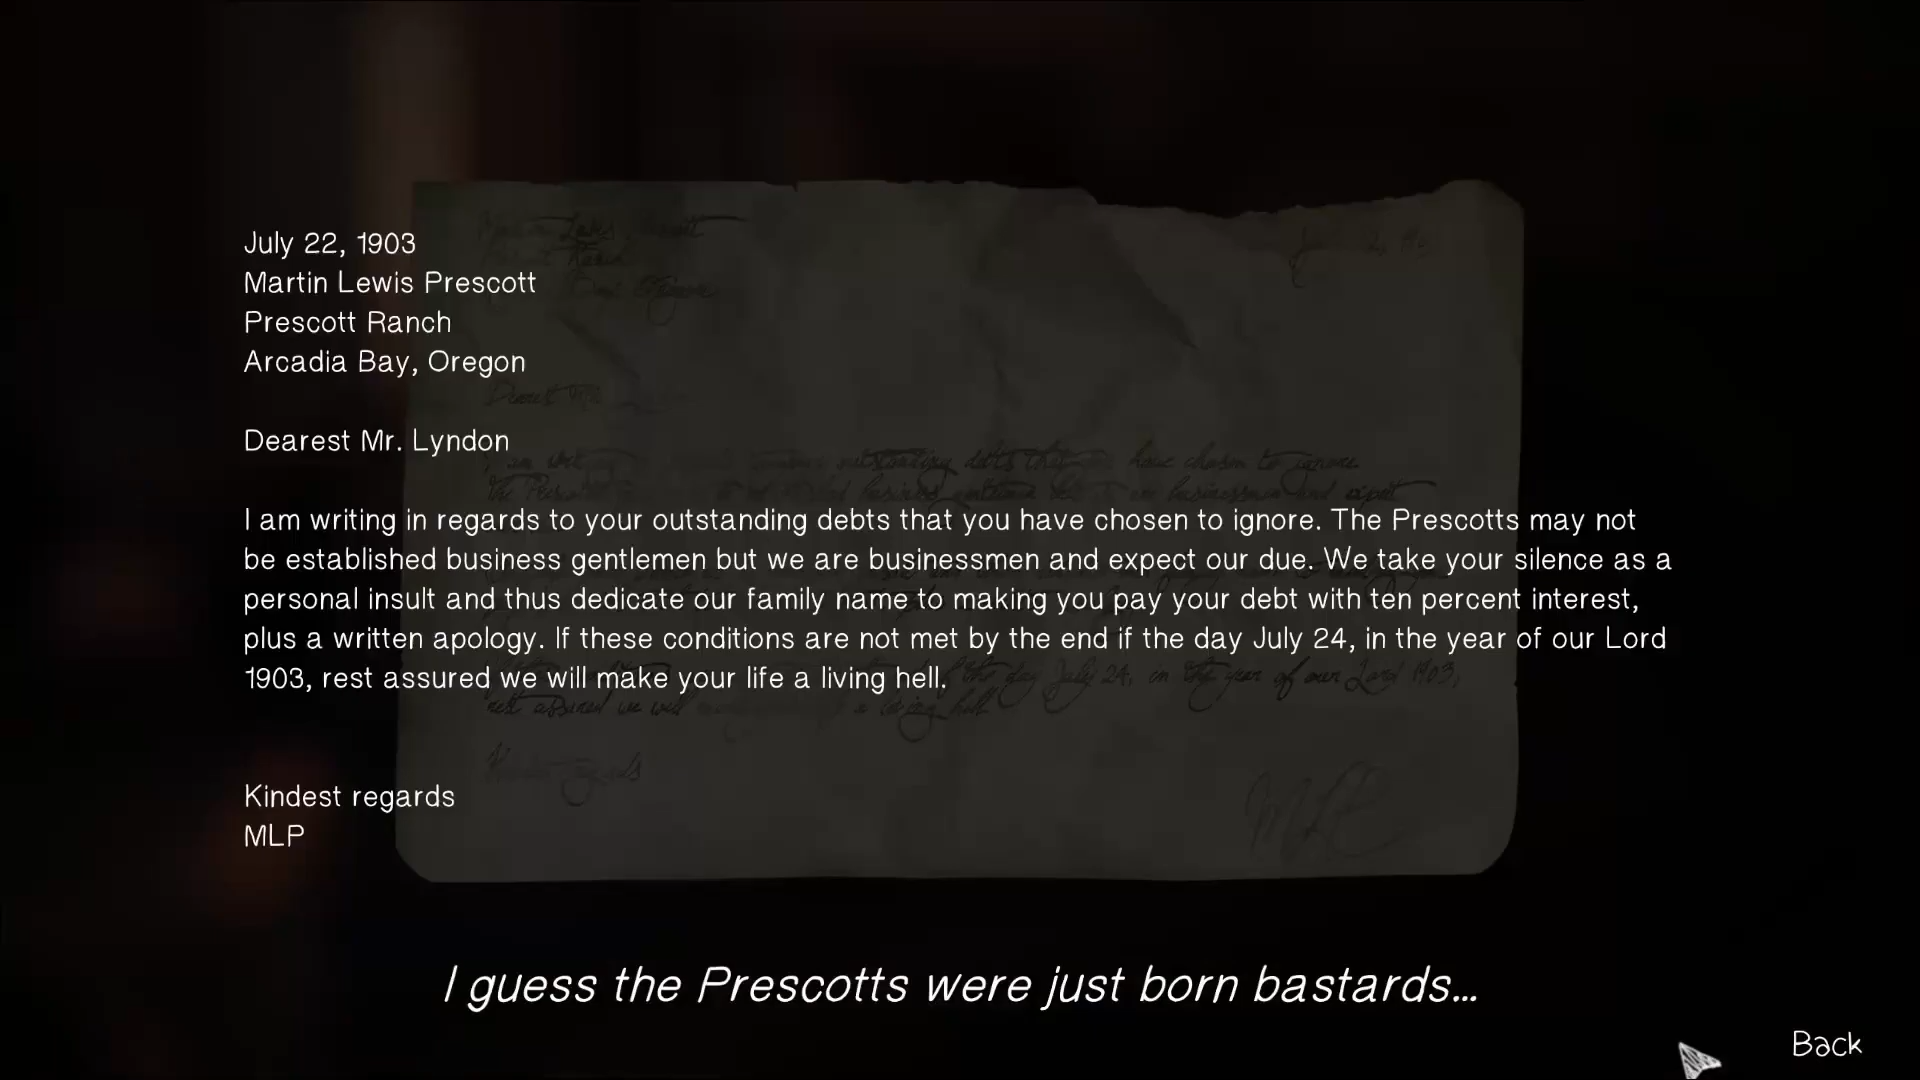 July 22, 1903
Martin Lewis Prescott
Prescott Ranch
Arcadia Bay, Oregon
Dearest Mr. Lyndon
I am writing in regards to your outstanding debts that you have chosen to ignore. The Prescotts may not
be established business gentlemen but we are businessmen and expect our due. We take your silence as a
personal insult and thus dedicate our family name to making you pay your debt with ten percent interest,
plus a written apology. If these conditions are not met by the end if the day July 24, in the year of our Lord
1903, rest assured we will make your life a living hell.
Kindest regards
MLP
I guess the Prescotts were just born bastards...
Back